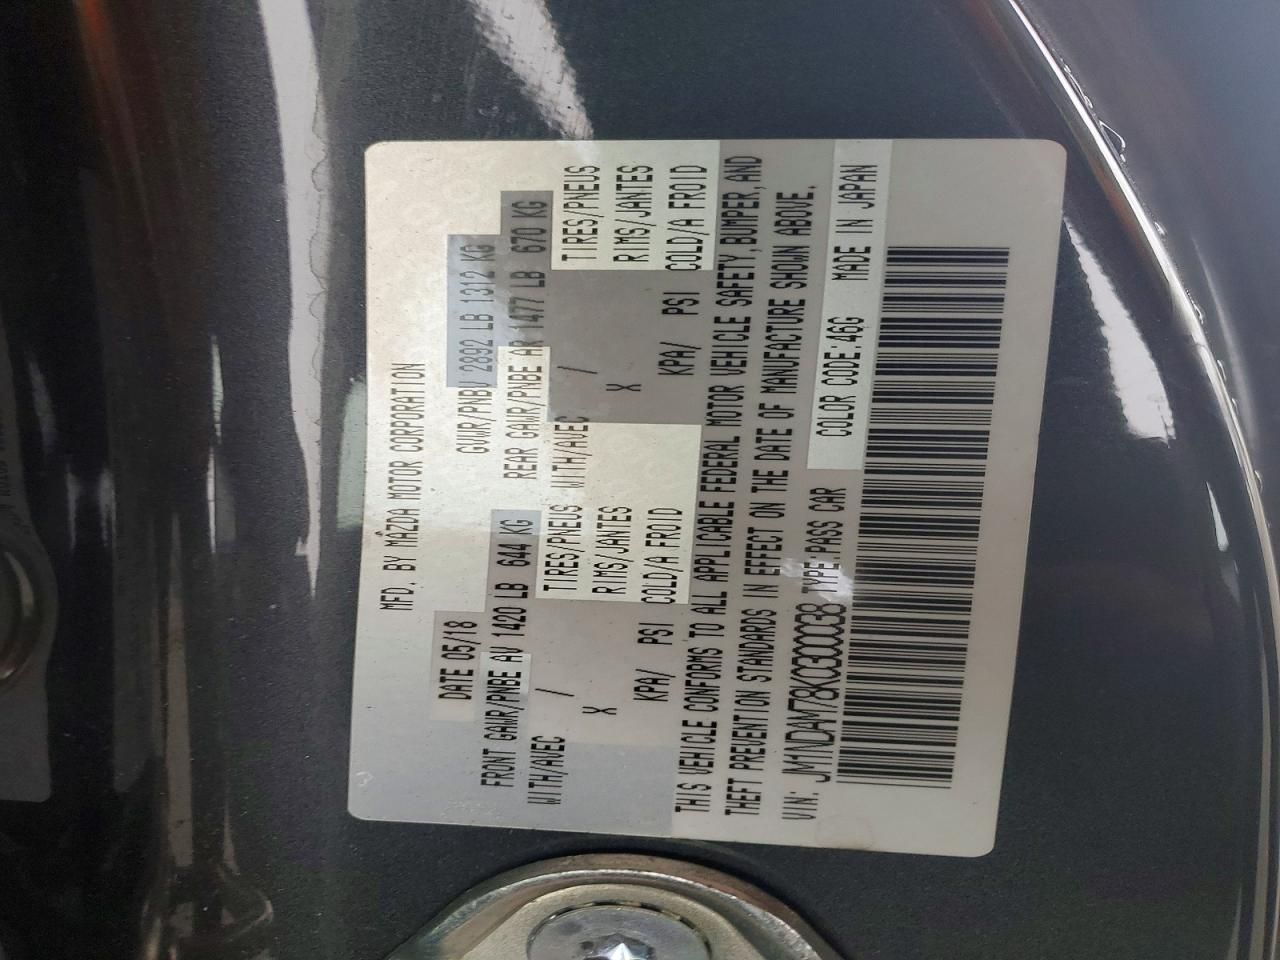 MFD. BY MAZDA MOTOR CORPORATION
DATE 05/18 GVWR/PNBV 2892 LB 1312 KG
FRONT GAWR/PNBE AV 1420 LB 644 KG REAR GAWR/PNBE AR 1477 LB 670 KG
WITH/AVEC / TIRES/PNEUS WITH/AVEC / TIRES/PNEUS
X RIMS/JANTES X RIMS/JANTES
KPA/ PSI COLD/A FROID KPA/ PSI COLD/A FROID
THIS VEHICLE CONFORMS TO ALL APPLICABLE FEDERAL MOTOR VEHICLE SAFETY, BUMPER, AND
THEFT PREVENTION STANDARDS IN EFFECT ON THE DATE OF MANUFACTURE SHOWN ABOVE.
VIN: JM1NDAM78K0300038 TYPE:PASS CAR COLOR CODE:46G MADE IN JAPAN